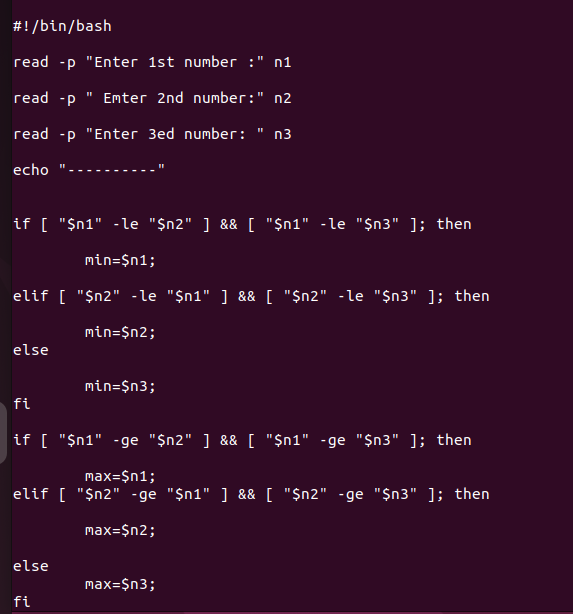 #!/bin/bash
read -p "Enter 1st number :" n1
read -p " Emter 2nd number:" n2
read -p "Enter 3ed number: " n3
echo "----------"
if [ "$n1" -le "$n2" ] && [ "$n1" -le "$n3" ]; then
        min=$n1;
elif [ "$n2" -le "$n1" ] && [ "$n2" -le "$n3" ]; then
        min=$n2;
else
        min=$n3;
fi
if [ "$n1" -ge "$n2" ] && [ "$n1" -ge "$n3" ]; then
        max=$n1;
elif [ "$n2" -ge "$n1" ] && [ "$n2" -ge "$n3" ]; then
        max=$n2;
else
        max=$n3;
fi